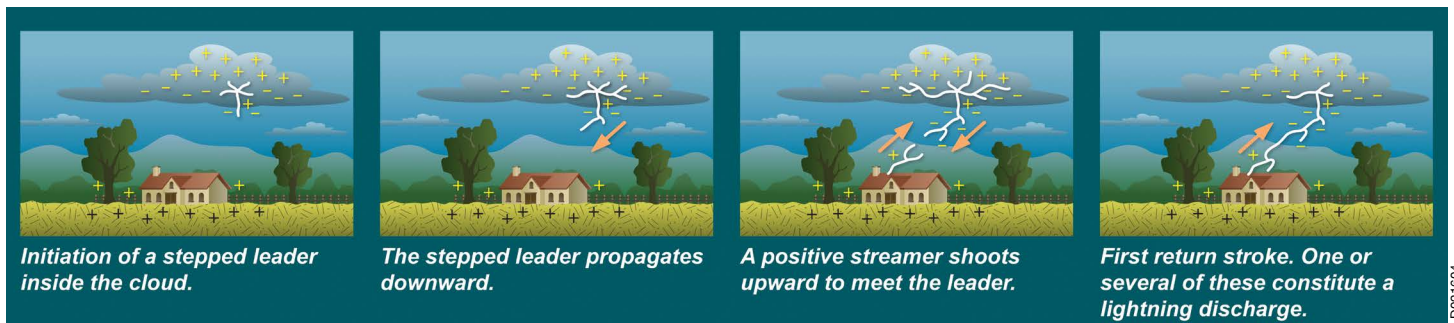 Initiation of a stepped leader
inside the cloud.
The stepped leader propagates
downward.
A positive streamer shoots
upward to meet the leader.
First return stroke. One or
several of these constitute a
lightning discharge.